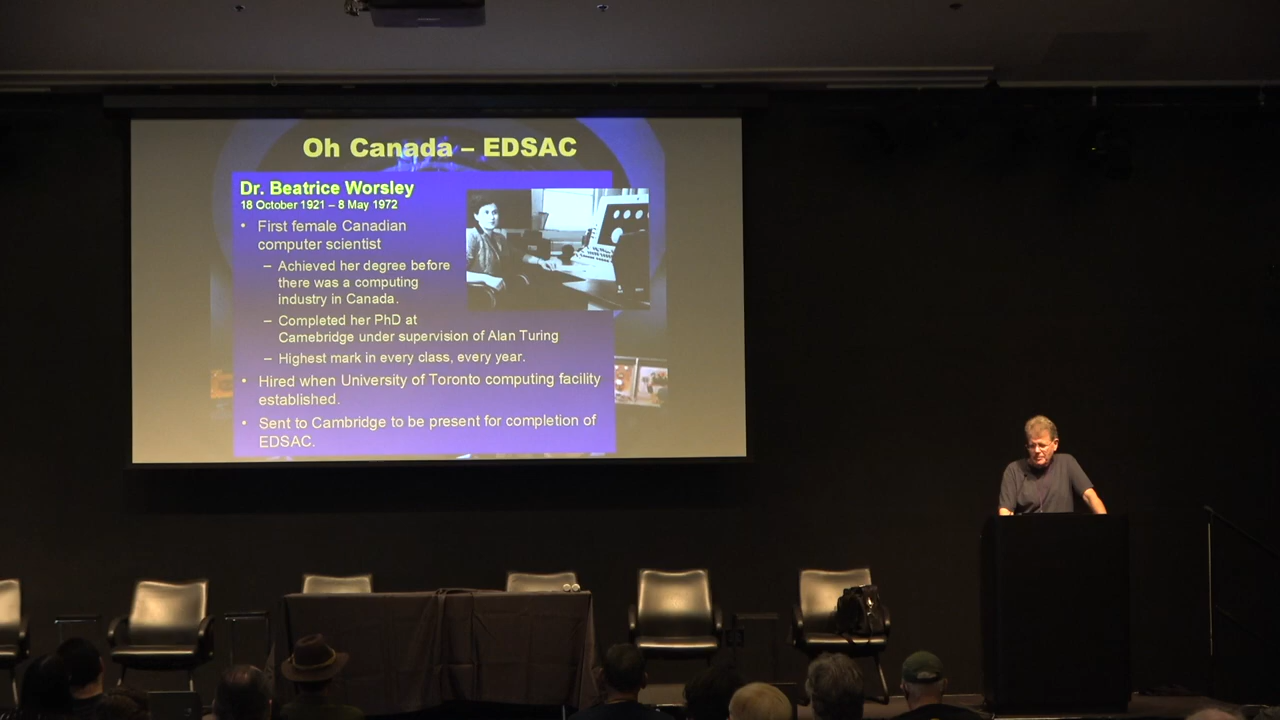 Oh Canada – EDSAC
Dr. Beatrice Worsley
18 October 1921 – 8 May 1972
• First female Canadian
computer scientist
– Achieved her degree before
there was a computing
industry in Canada.
– Completed her PhD at
Camebridge under supervision of Alan Turing
– Highest mark in every class, every year.
• Hired when University of Toronto computing facility
established.
• Sent to Cambridge to be present for completion of
EDSAC.